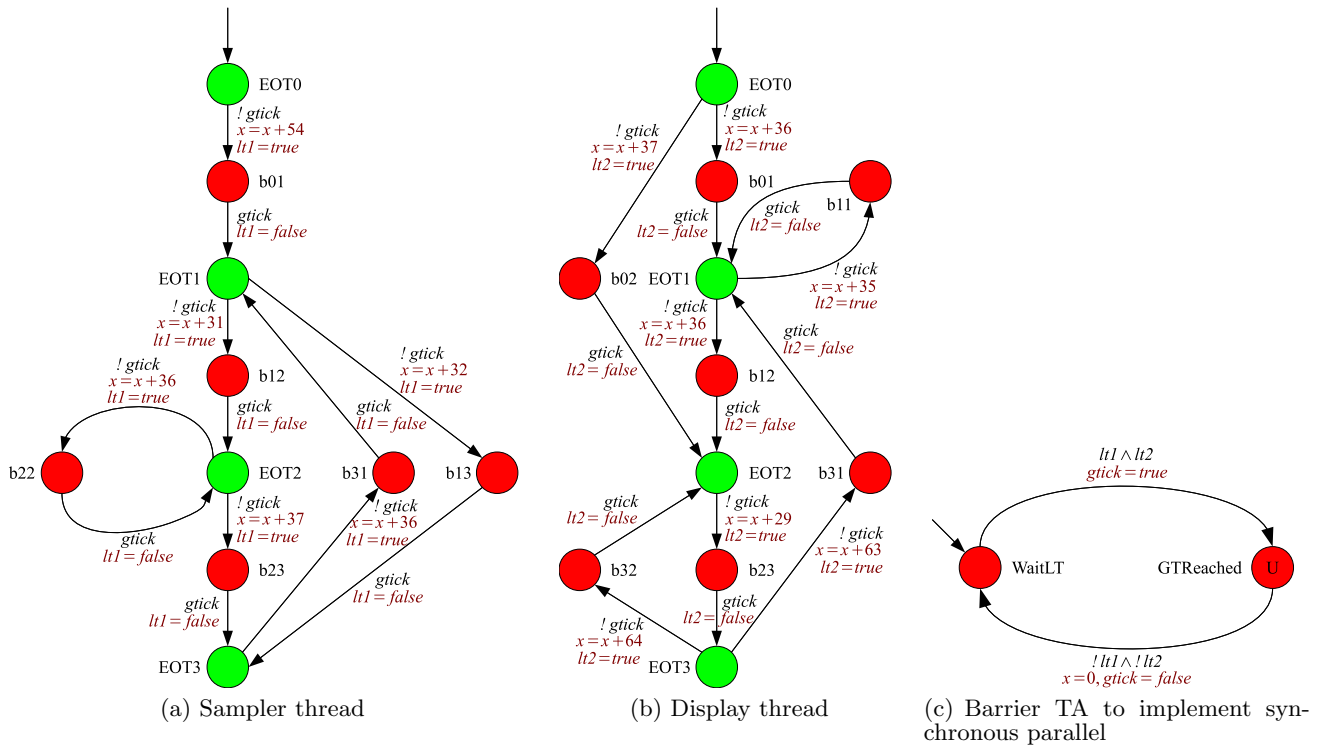 EOT0
! gtick
x=x+54
lt1=true
b01
gtick
lt1=false
EOT1
! gtick
x=x+31
lt1=true
! gtick
x=x+32
lt1=true
! gtick
x=x+36
lt1=true
b12
gtick
lt1=false
gtick
lt1=false
b22
EOT2
b31
b13
gtick
lt1=false
! gtick
x=x+37
lt1=true
! gtick
x=x+36
lt1=true
b23
gtick
lt1=false
gtick
lt1=false
EOT3
(a) Sampler thread
EOT0
! gtick
x=x+37
lt2=true
! gtick
x=x+36
lt2=true
b01
b11
gtick
lt2=false
gtick
lt2=false
b02
EOT1
! gtick
x=x+35
lt2=true
! gtick
x=x+36
lt2=true
gtick
lt2=false
gtick
lt2=false
b12
gtick
lt2=false
EOT2
b31
gtick
lt2=false
! gtick
x=x+29
lt2=true
! gtick
x=x+63
lt2=true
b32
b23
gtick
lt2=false
! gtick
x=x+64
lt2=true
EOT3
(b) Display thread
lt1∧lt2
gtick=true
WaitLT
GTReached
U
! lt1∧! lt2
x=0, gtick=false
(c) Barrier TA to implement syn-
chronous parallel